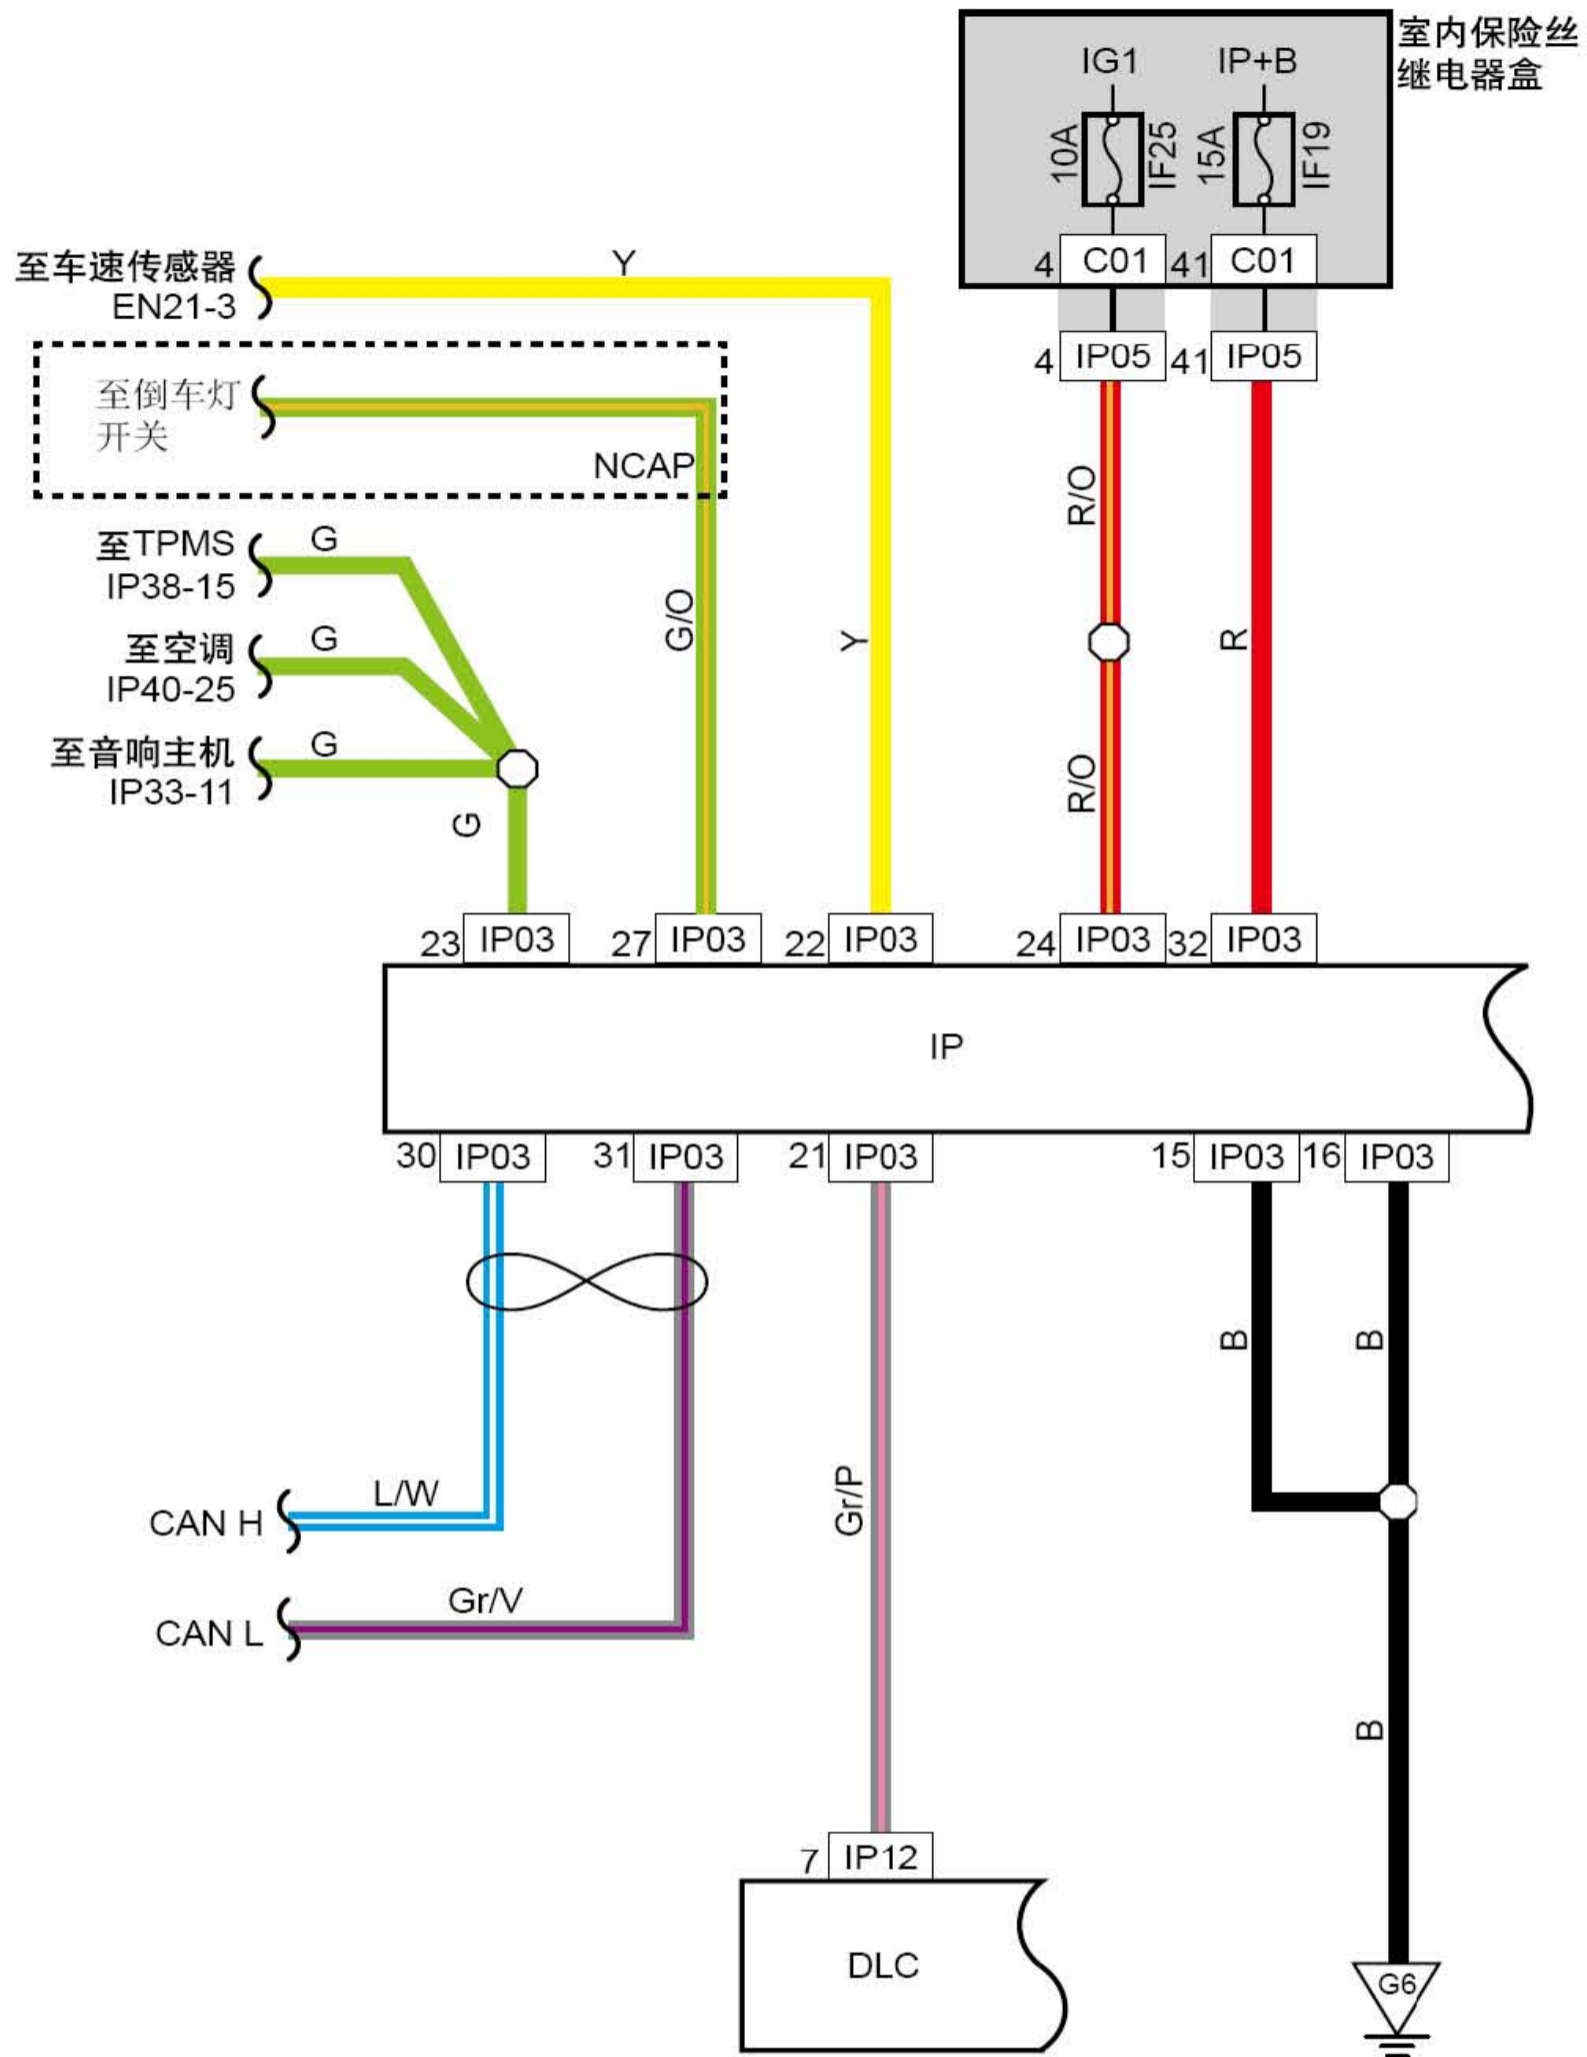 室内保险丝
继电器盒
IG1
IP+B
10A
IF25
15A
IF19
4
C01
41
C01
4
IP05
41
IP05
至车速传感器
EN21-3
Y
至倒车灯
开关
NCAP
至TPMS
IP38-15
G
至空调
IP40-25
G
至音响主机
IP33-11
G
G
G/O
Y
R/O
R/O
R
23
IP03
27
IP03
22
IP03
24
IP03
32
IP03
IP
30
IP03
31
IP03
21
IP03
15
IP03
16
IP03
B
B
CAN H
L/W
Gr/P
CAN L
Gr/V
B
7
IP12
DLC
G6